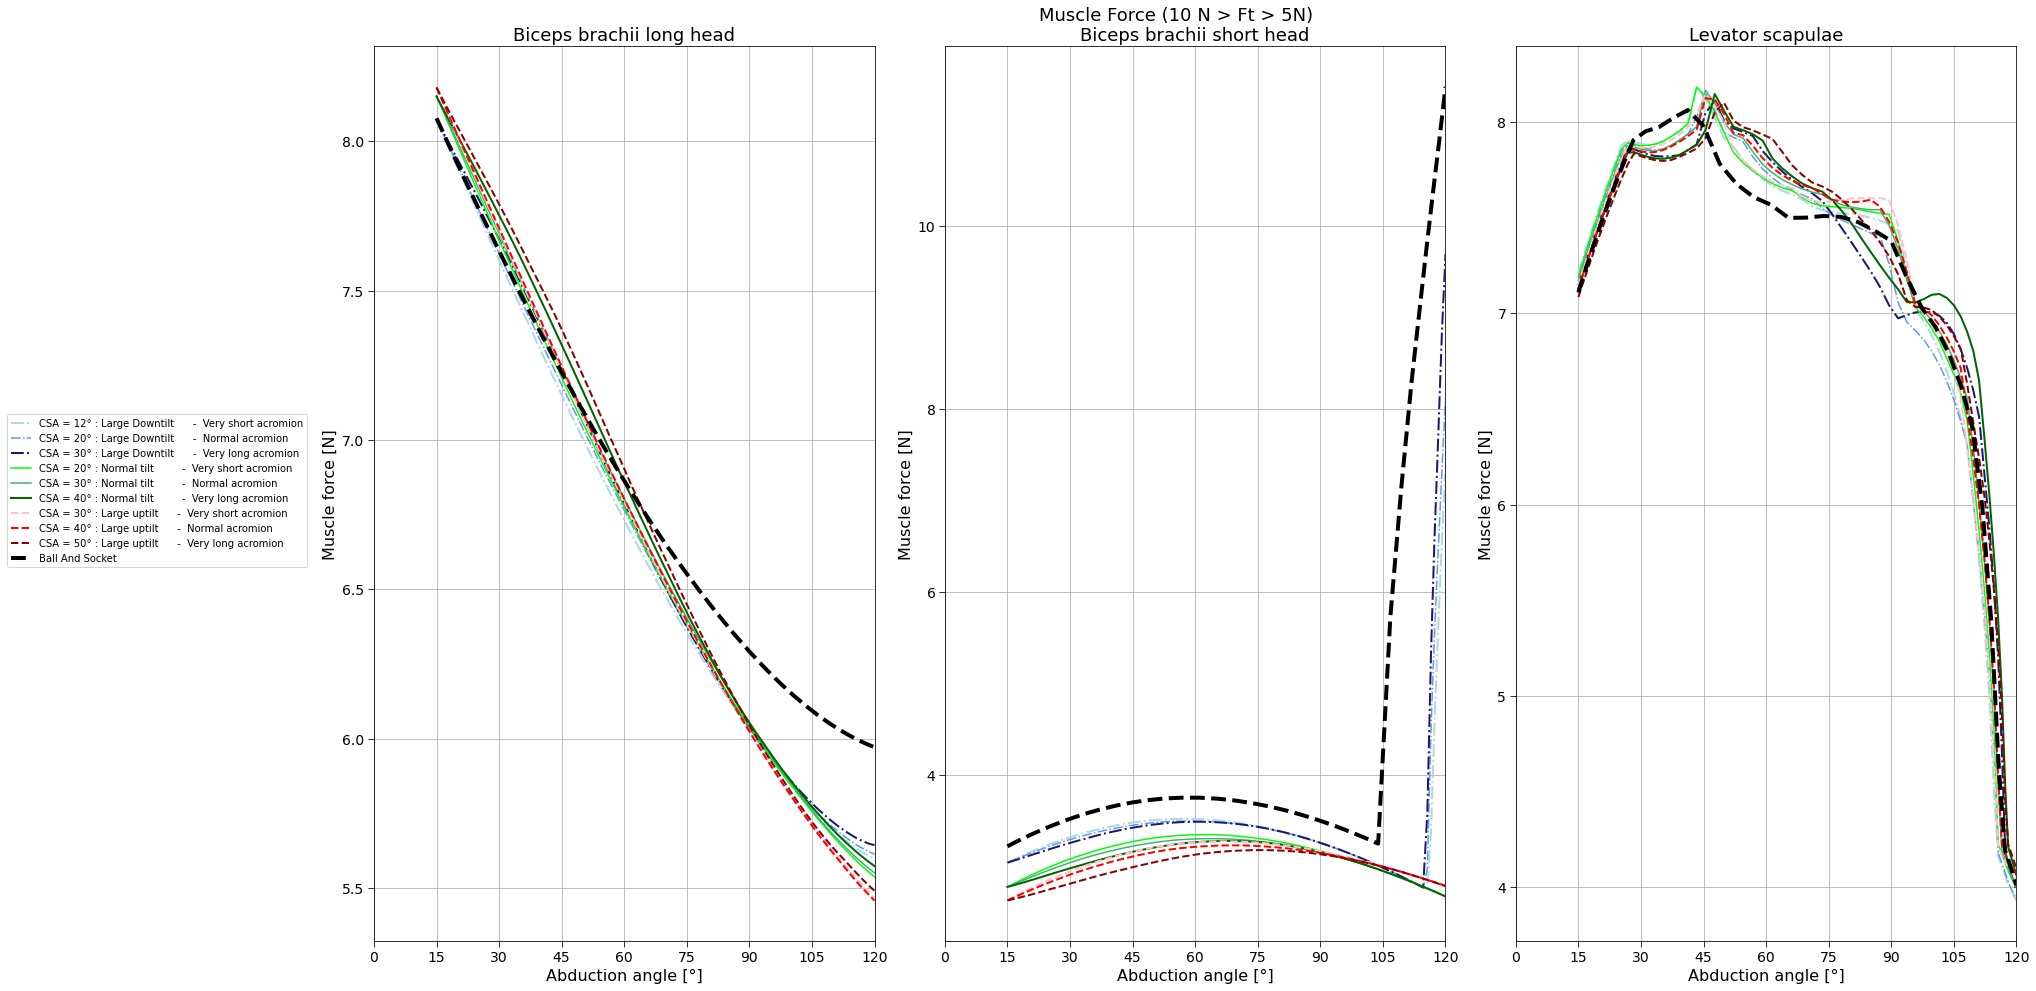 Muscle Force (10 N > Ft > 5N)
Biceps brachii long head
Biceps brachii short head
Levator scapulae
CSA = 12° : Large Downtilt - Very short acromion
CSA = 20° : Large Downtilt - Normal acromion
CSA = 30° : Large Downtilt - Very long acromion
CSA = 20° : Normal tilt - Very short acromion
CSA = 30° : Normal tilt - Normal acromion
CSA = 40° : Normal tilt - Very long acromion
CSA = 30° : Large uptilt - Very short acromion
CSA = 40° : Large uptilt - Normal acromion
CSA = 50° : Large uptilt - Very long acromion
Ball And Socket
Muscle force [N]
8.0
7.5
7.0
6.5
6.0
5.5
0 15 30 45 60 75 90 105 120
Abduction angle [°]
Muscle force [N]
10
8
6
4
0 15 30 45 60 75 90 105 120
Abduction angle [°]
Muscle force [N]
8
7
6
5
4
0 15 30 45 60 75 90 105 120
Abduction angle [°]